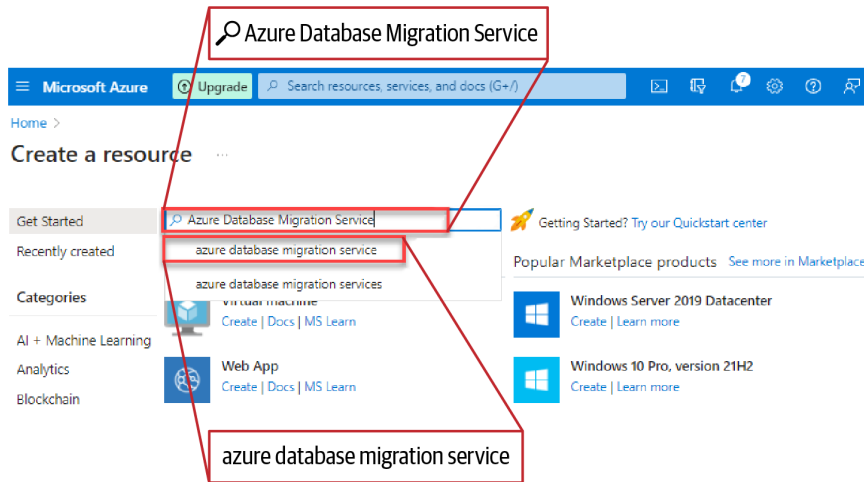 Azure Database Migration Service
Microsoft Azure
Upgrade
Search resources, services, and docs (G+/)
7
Home >
Create a resource ...
Get Started
Recently created
Categories
AI + Machine Learning
Analytics
Blockchain
Azure Database Migration Service
azure database migration service
azure database migration services
Virtual machine
Create | Docs | MS Learn
Web App
Create | Docs | MS Learn
Getting Started? Try our Quickstart center
Popular Marketplace products See more in Marketplace
Windows Server 2019 Datacenter
Create | Learn more
Windows 10 Pro, version 21H2
Create | Learn more
azure database migration service